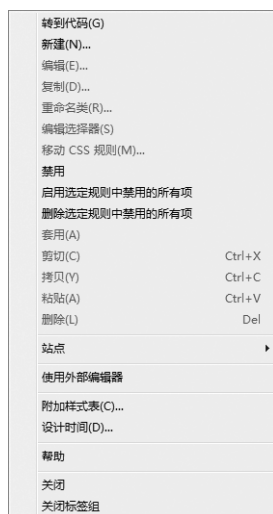 转到代码(G)
新建(N)...
编辑(E)...
复制(D)...
重命名类(R)...
编辑选择器(S)
移动 CSS 规则(M)...
禁用
启用选定规则中禁用的所有项
删除选定规则中禁用的所有项
套用(A)
剪切(C) Ctrl+X
拷贝(Y) Ctrl+C
粘贴(A) Ctrl+V
删除(L) Del
站点
使用外部编辑器
附加样式表(C)...
设计时间(D)...
帮助
关闭
关闭标签组